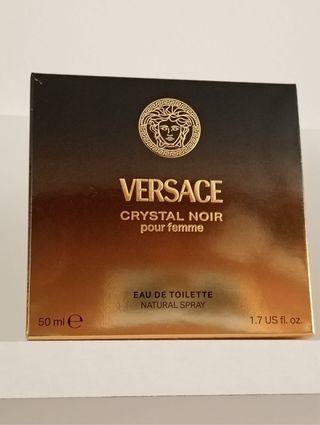 VERSACE
CRYSTAL NOIR
pour femme
EAU DE TOILETTE
NATURAL SPRAY
50 ml ℮ 1.7 US fl. oz.